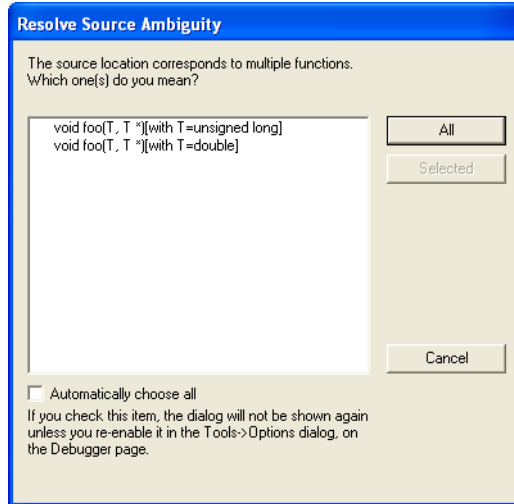 Resolve Source Ambiguity
The source location corresponds to multiple functions.
Which one(s) do you mean?
void foo(T, T *)[with T=unsigned long]
void foo(T, T *)[with T=double]
All
Selected
Cancel
Automatically choose all
If you check this item, the dialog will not be shown again
unless you re-enable it in the Tools->Options dialog, on
the Debugger page.